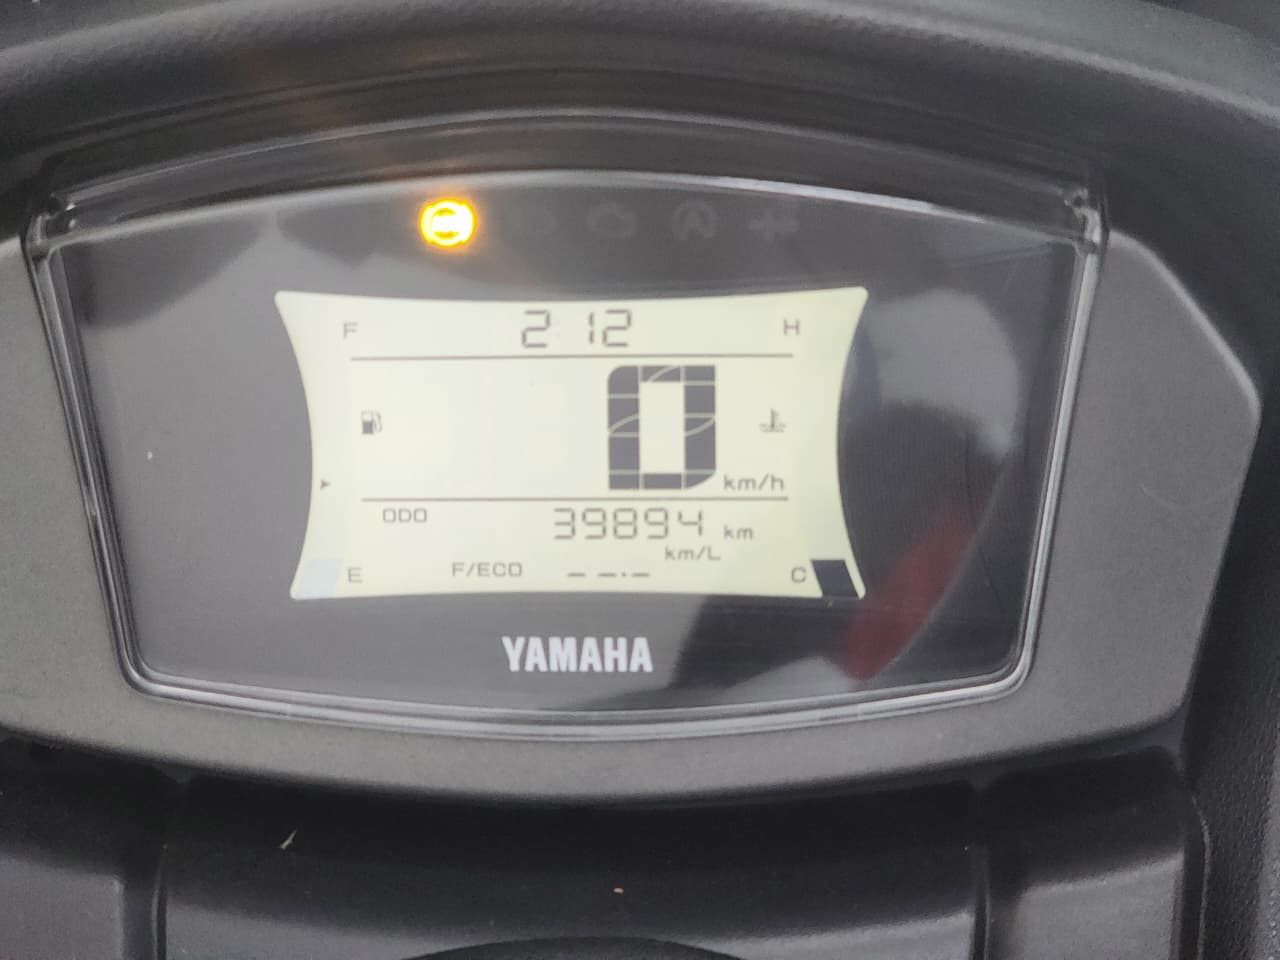 F 2 12 H
0 km/h
ODO 39894 km
km/L
E F/ECO --.- C
YAMAHA